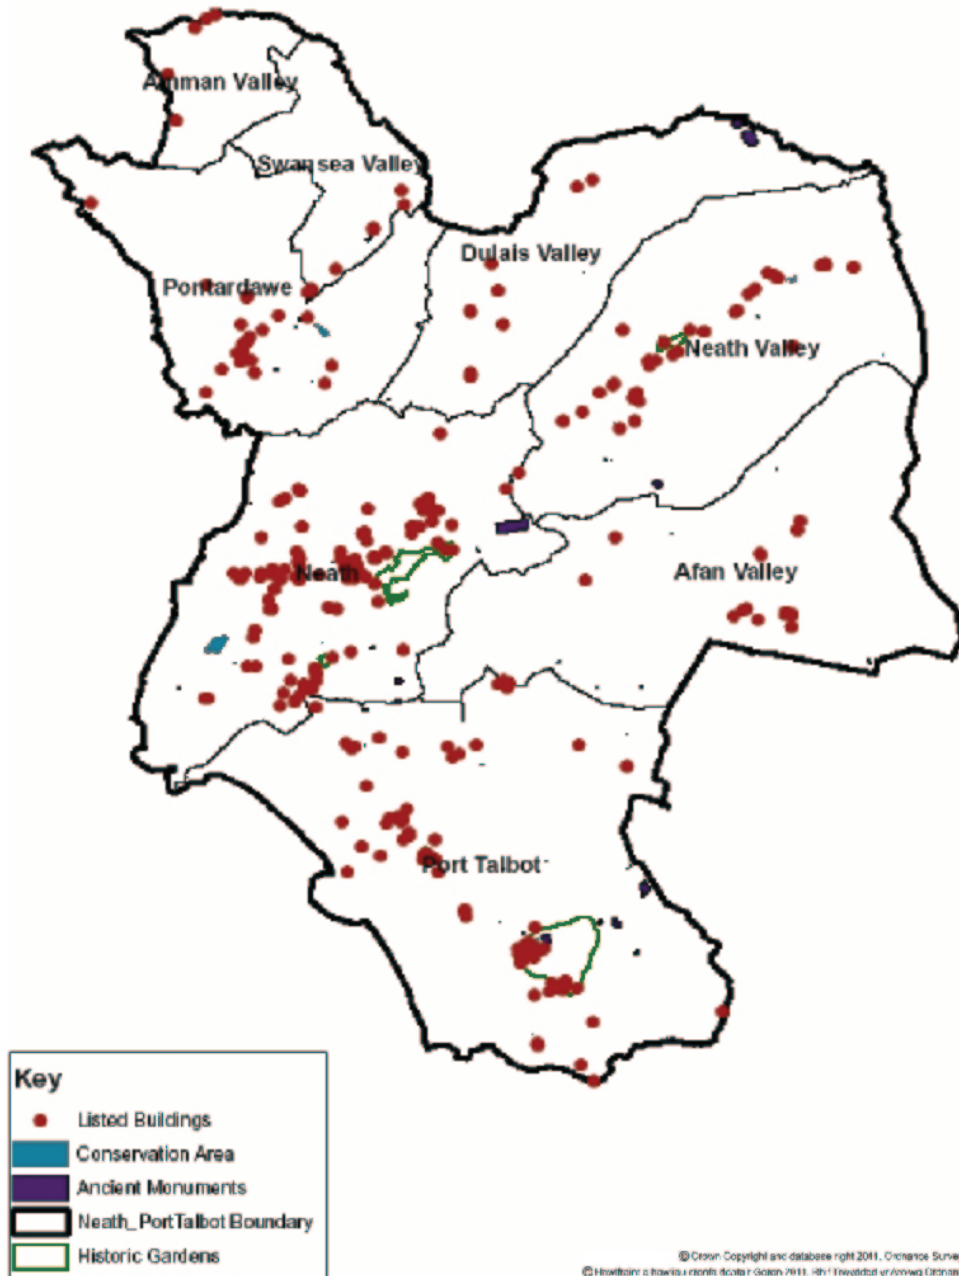 Amman Valley
Swansea Valley
Dulais Valley
Pontardawe
Neath Valley
Neath
Afan Valley
Port Talbot
Key
Listed Buildings
Conservation Area
Ancient Monuments
Neath_PortTalbot Boundary
Historic Gardens
© Crown Copyright and database right 2011. Ordnance Surve